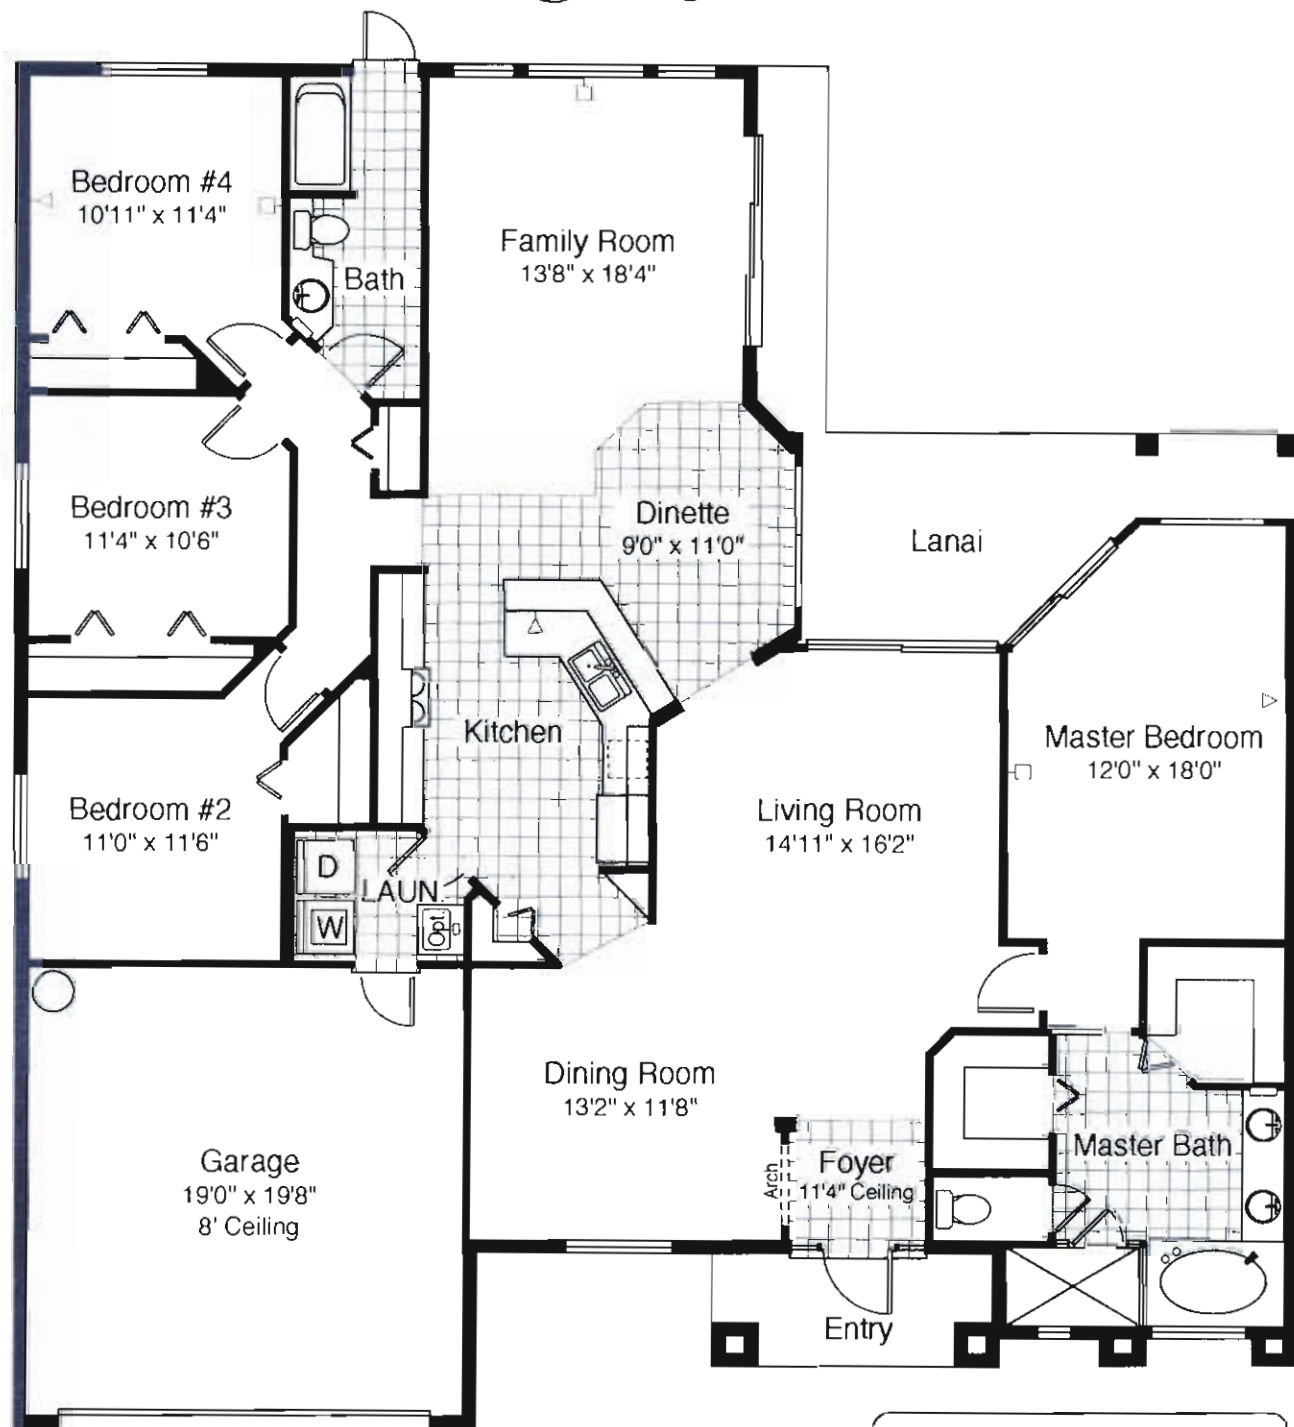 Bedroom #4
10'11" x 11'4"
Bath
Family Room
13'8" x 18'4"
Bedroom #3
11'4" x 10'6"
Dinette
9'0" x 11'0"
Lanai
Kitchen
Master Bedroom
12'0" x 18'0"
Bedroom #2
11'0" x 11'6"
Living Room
14'11" x 16'2"
D
LAUN.
W
Opt.
Dining Room
13'2" x 11'8"
Arch
Foyer
11'4" Ceiling
Master Bath
Garage
19'0" x 19'8"
8' Ceiling
Entry